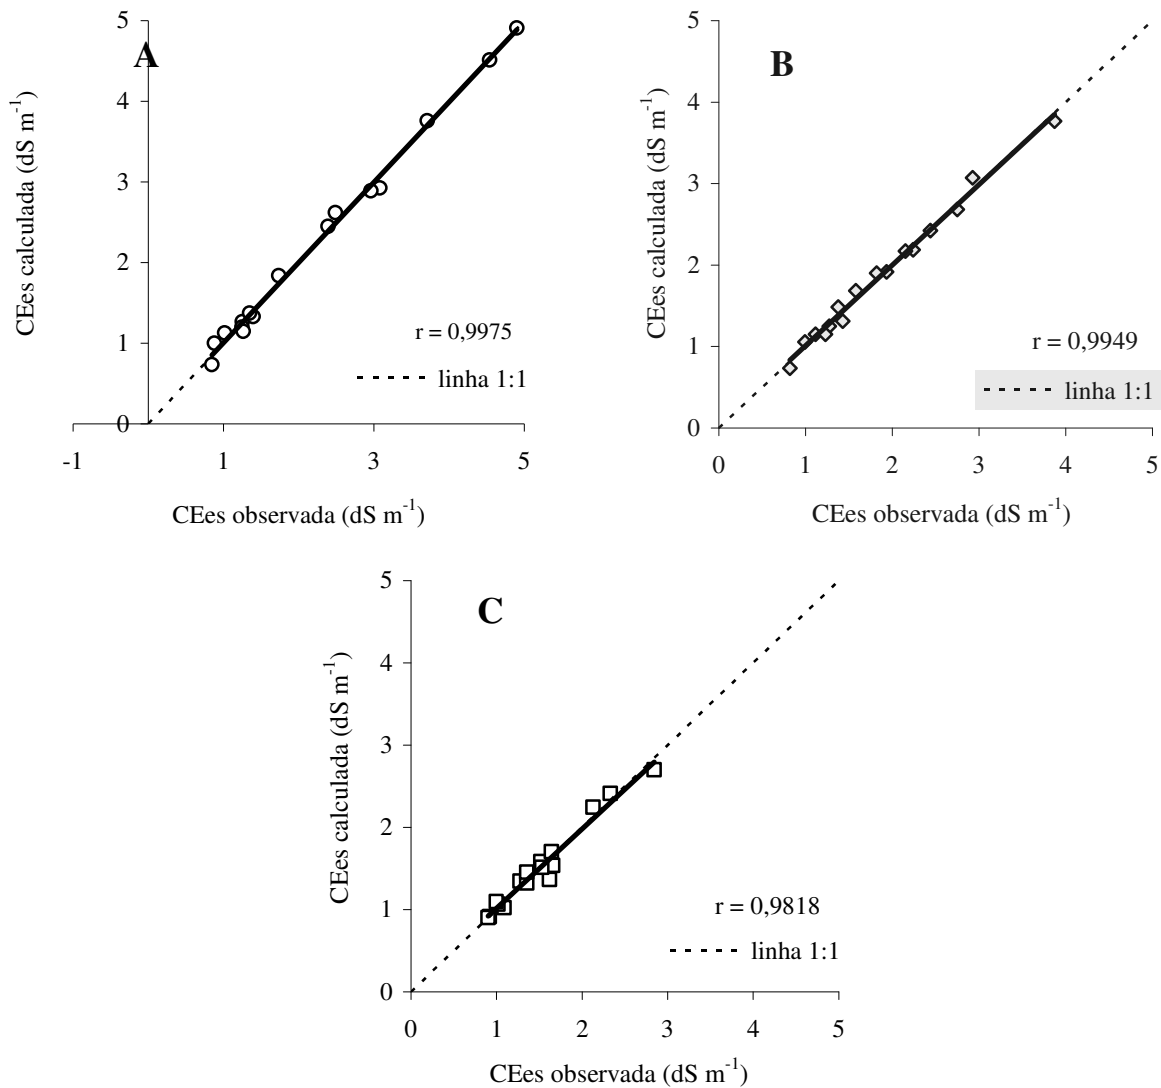 A
CEes calculada (dS m-1)
5
4
3
2
1
0
-1
1
3
5
r = 0,9975
linha 1:1
CEes observada (dS m-1)
B
CEes calculada (dS m-1)
5
4
3
2
1
0
0
1
2
3
4
5
r = 0,9949
linha 1:1
CEes observada (dS m-1)
C
CEes calculada (dS m-1)
5
4
3
2
1
0
0
1
2
3
4
5
r = 0,9818
linha 1:1
CEes observada (dS m-1)